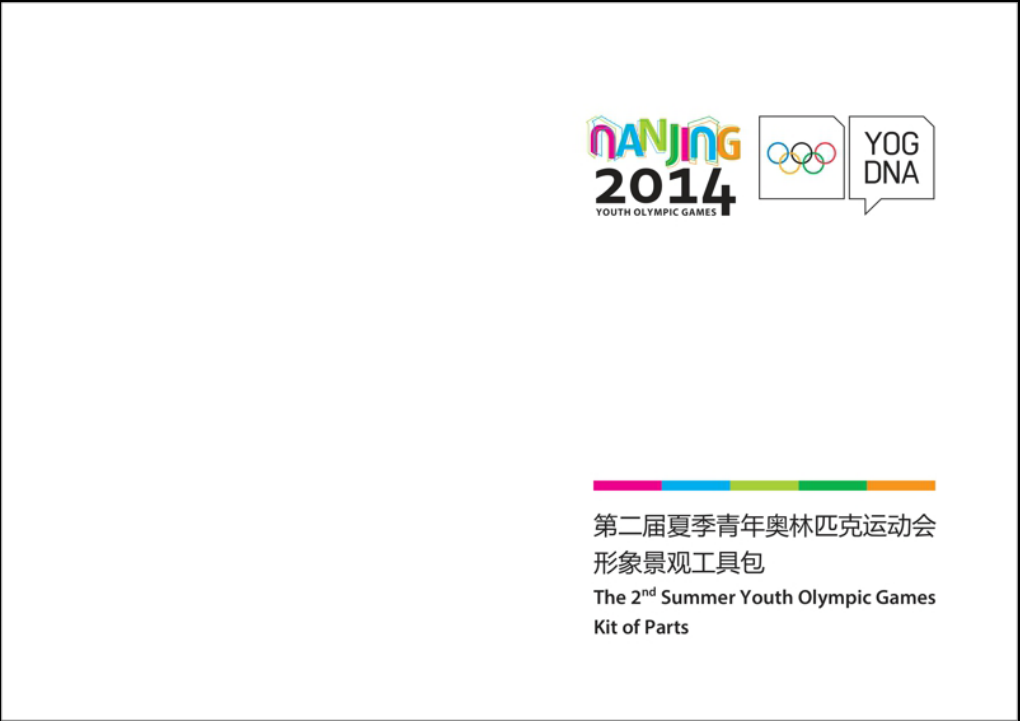 NANJING
2014
YOUTH OLYMPIC GAMES
YOG
DNA
第二届夏季青年奥林匹克运动会
形象景观工具包
The 2nd Summer Youth Olympic Games
Kit of Parts